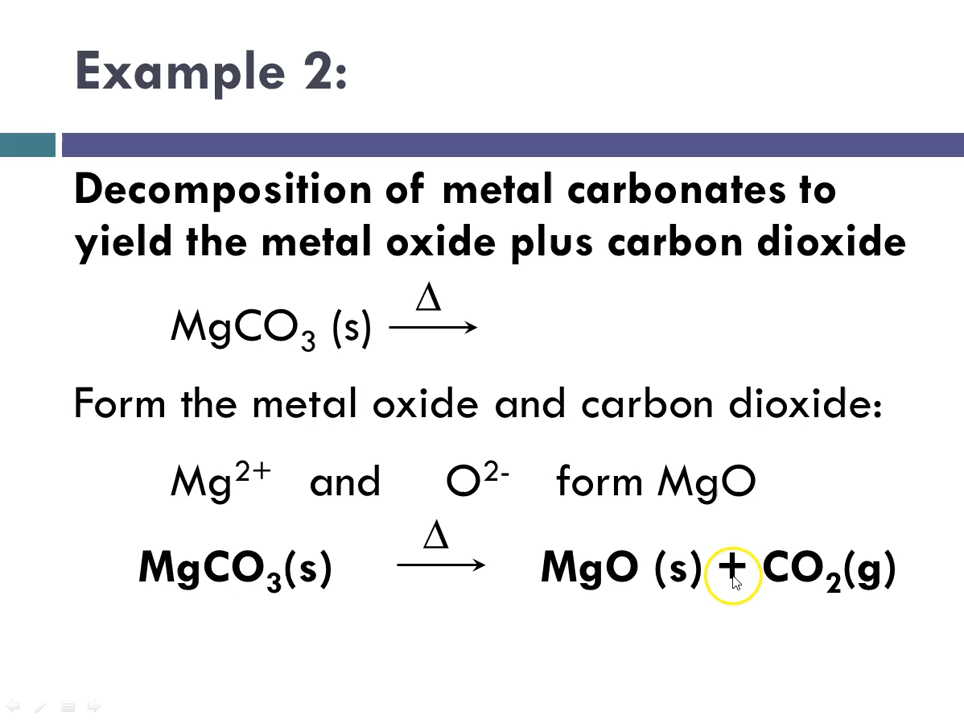 Example 2:
Decomposition of metal carbonates to
yield the metal oxide plus carbon dioxide
Δ
MgCO₃ (s) ⟶
Form the metal oxide and carbon dioxide:
Mg²⁺ and O²⁻ form MgO
Δ
MgCO₃(s) ⟶ MgO (s) + CO₂(g)